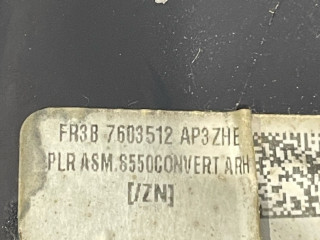 FR3B 7603512 AP3ZHE
PLR ASM.S550CONVERT ARH
[/ZN]